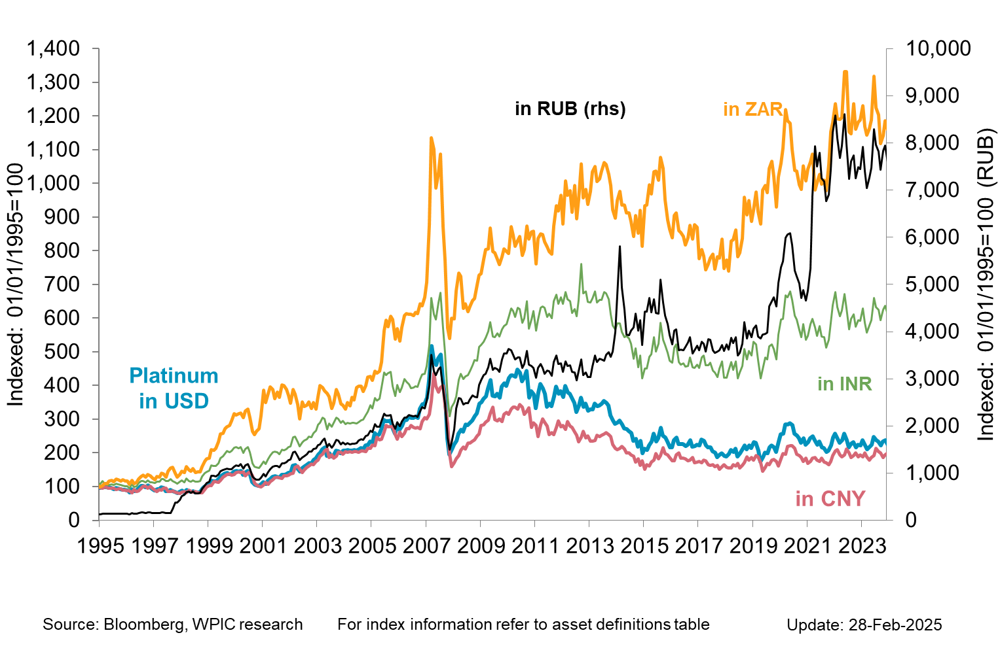 1,400
1,300
1,200
1,100
1,000
900
800
700
600
500
400
300
200
100
0
Indexed: 01/01/1995=100
10,000
9,000
8,000
7,000
6,000
5,000
4,000
3,000
2,000
1,000
0
Indexed: 01/01/1995=100 (RUB)
in RUB (rhs)
in ZAR
Platinum
in USD
in INR
in CNY
1995 1997 1999 2001 2003 2005 2007 2009 2011 2013 2015 2017 2019 2021 2023
Source: Bloomberg, WPIC research For index information refer to asset definitions table Update: 28-Feb-2025